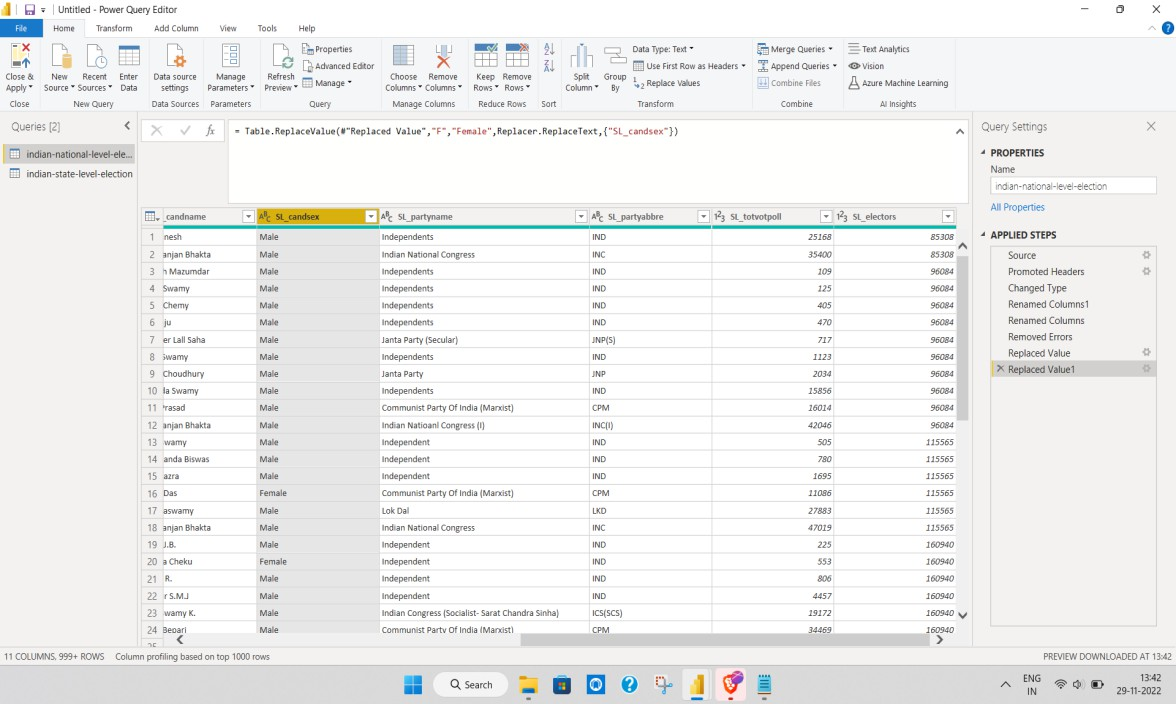 Untitled - Power Query Editor
File Home Transform Add Column View Tools Help
Close & Apply
New Source
Recent Sources
Enter Data
Data source settings
Manage Parameters
Refresh Preview
Properties
Advanced Editor
Manage
Choose Columns
Remove Columns
Keep Rows
Remove Rows
Split Column
Group By
Data Type: Text
Use First Row as Headers
Replace Values
Merge Queries
Append Queries
Combine Files
Text Analytics
Vision
Azure Machine Learning
Close New Query Data Sources Parameters Query Manage Columns Reduce Rows Sort Transform Combine AI Insights
Queries [2]
indian-national-level-ele...
indian-state-level-election
fx
= Table.ReplaceValue(#"Replaced Value","F","Female",Replacer.ReplaceText,{"SL_candsex"})
_candname SL_candsex SL_partyname SL_partyabbre SL_totvotpoll SL_electors
1 nesh Male Independents IND 25168 85308
2 anjan Bhakta Male Indian National Congress INC 35400 85308
3 Mazumdar Male Independents IND 109 96084
4 Swamy Male Independents IND 125 96084
5 Chemy Male Independents IND 405 96084
6 ju Male Independents IND 470 96084
7 er Lall Saha Male Janta Party (Secular) JNP(S) 717 96084
8 Swamy Male Independents IND 1123 96084
9 Choudhury Male Janta Party JNP 2034 96084
10 la Swamy Male Independents IND 15856 96084
11 Prasad Male Communist Party Of India (Marxist) CPM 16014 96084
12 anjan Bhakta Male Indian Natioanl Congress (I) INC(I) 42046 96084
13 wamy Male Independent IND 505 115565
14 anda Biswas Male Independent IND 780 115565
15 azra Male Independent IND 1695 115565
16 Das Female Communist Party Of India (Marxist) CPM 11086 115565
17 aswamy Male Lok Dal LKD 27883 115565
18 anjan Bhakta Male Indian National Congress INC 47019 115565
19 J.B. Male Independent IND 225 160940
20 a Cheku Female Independent IND 553 160940
21 R. Male Independent IND 806 160940
22 r S.M.J Male Independent IND 4457 160940
23 wamy K. Male Indian Congress (Socialist- Sarat Chandra Sinha) ICS(SCS) 19172 160940
24 Bepari Male Communist Party Of India (Marxist) CPM 34469 160940
25
Query Settings
PROPERTIES
Name
indian-national-level-election
All Properties
APPLIED STEPS
Source
Promoted Headers
Changed Type
Renamed Columns1
Renamed Columns
Removed Errors
Replaced Value
Replaced Value1
11 COLUMNS, 999+ ROWS Column profiling based on top 1000 rows PREVIEW DOWNLOADED AT 13:42
Search
ENG
IN
13:42
29-11-2022